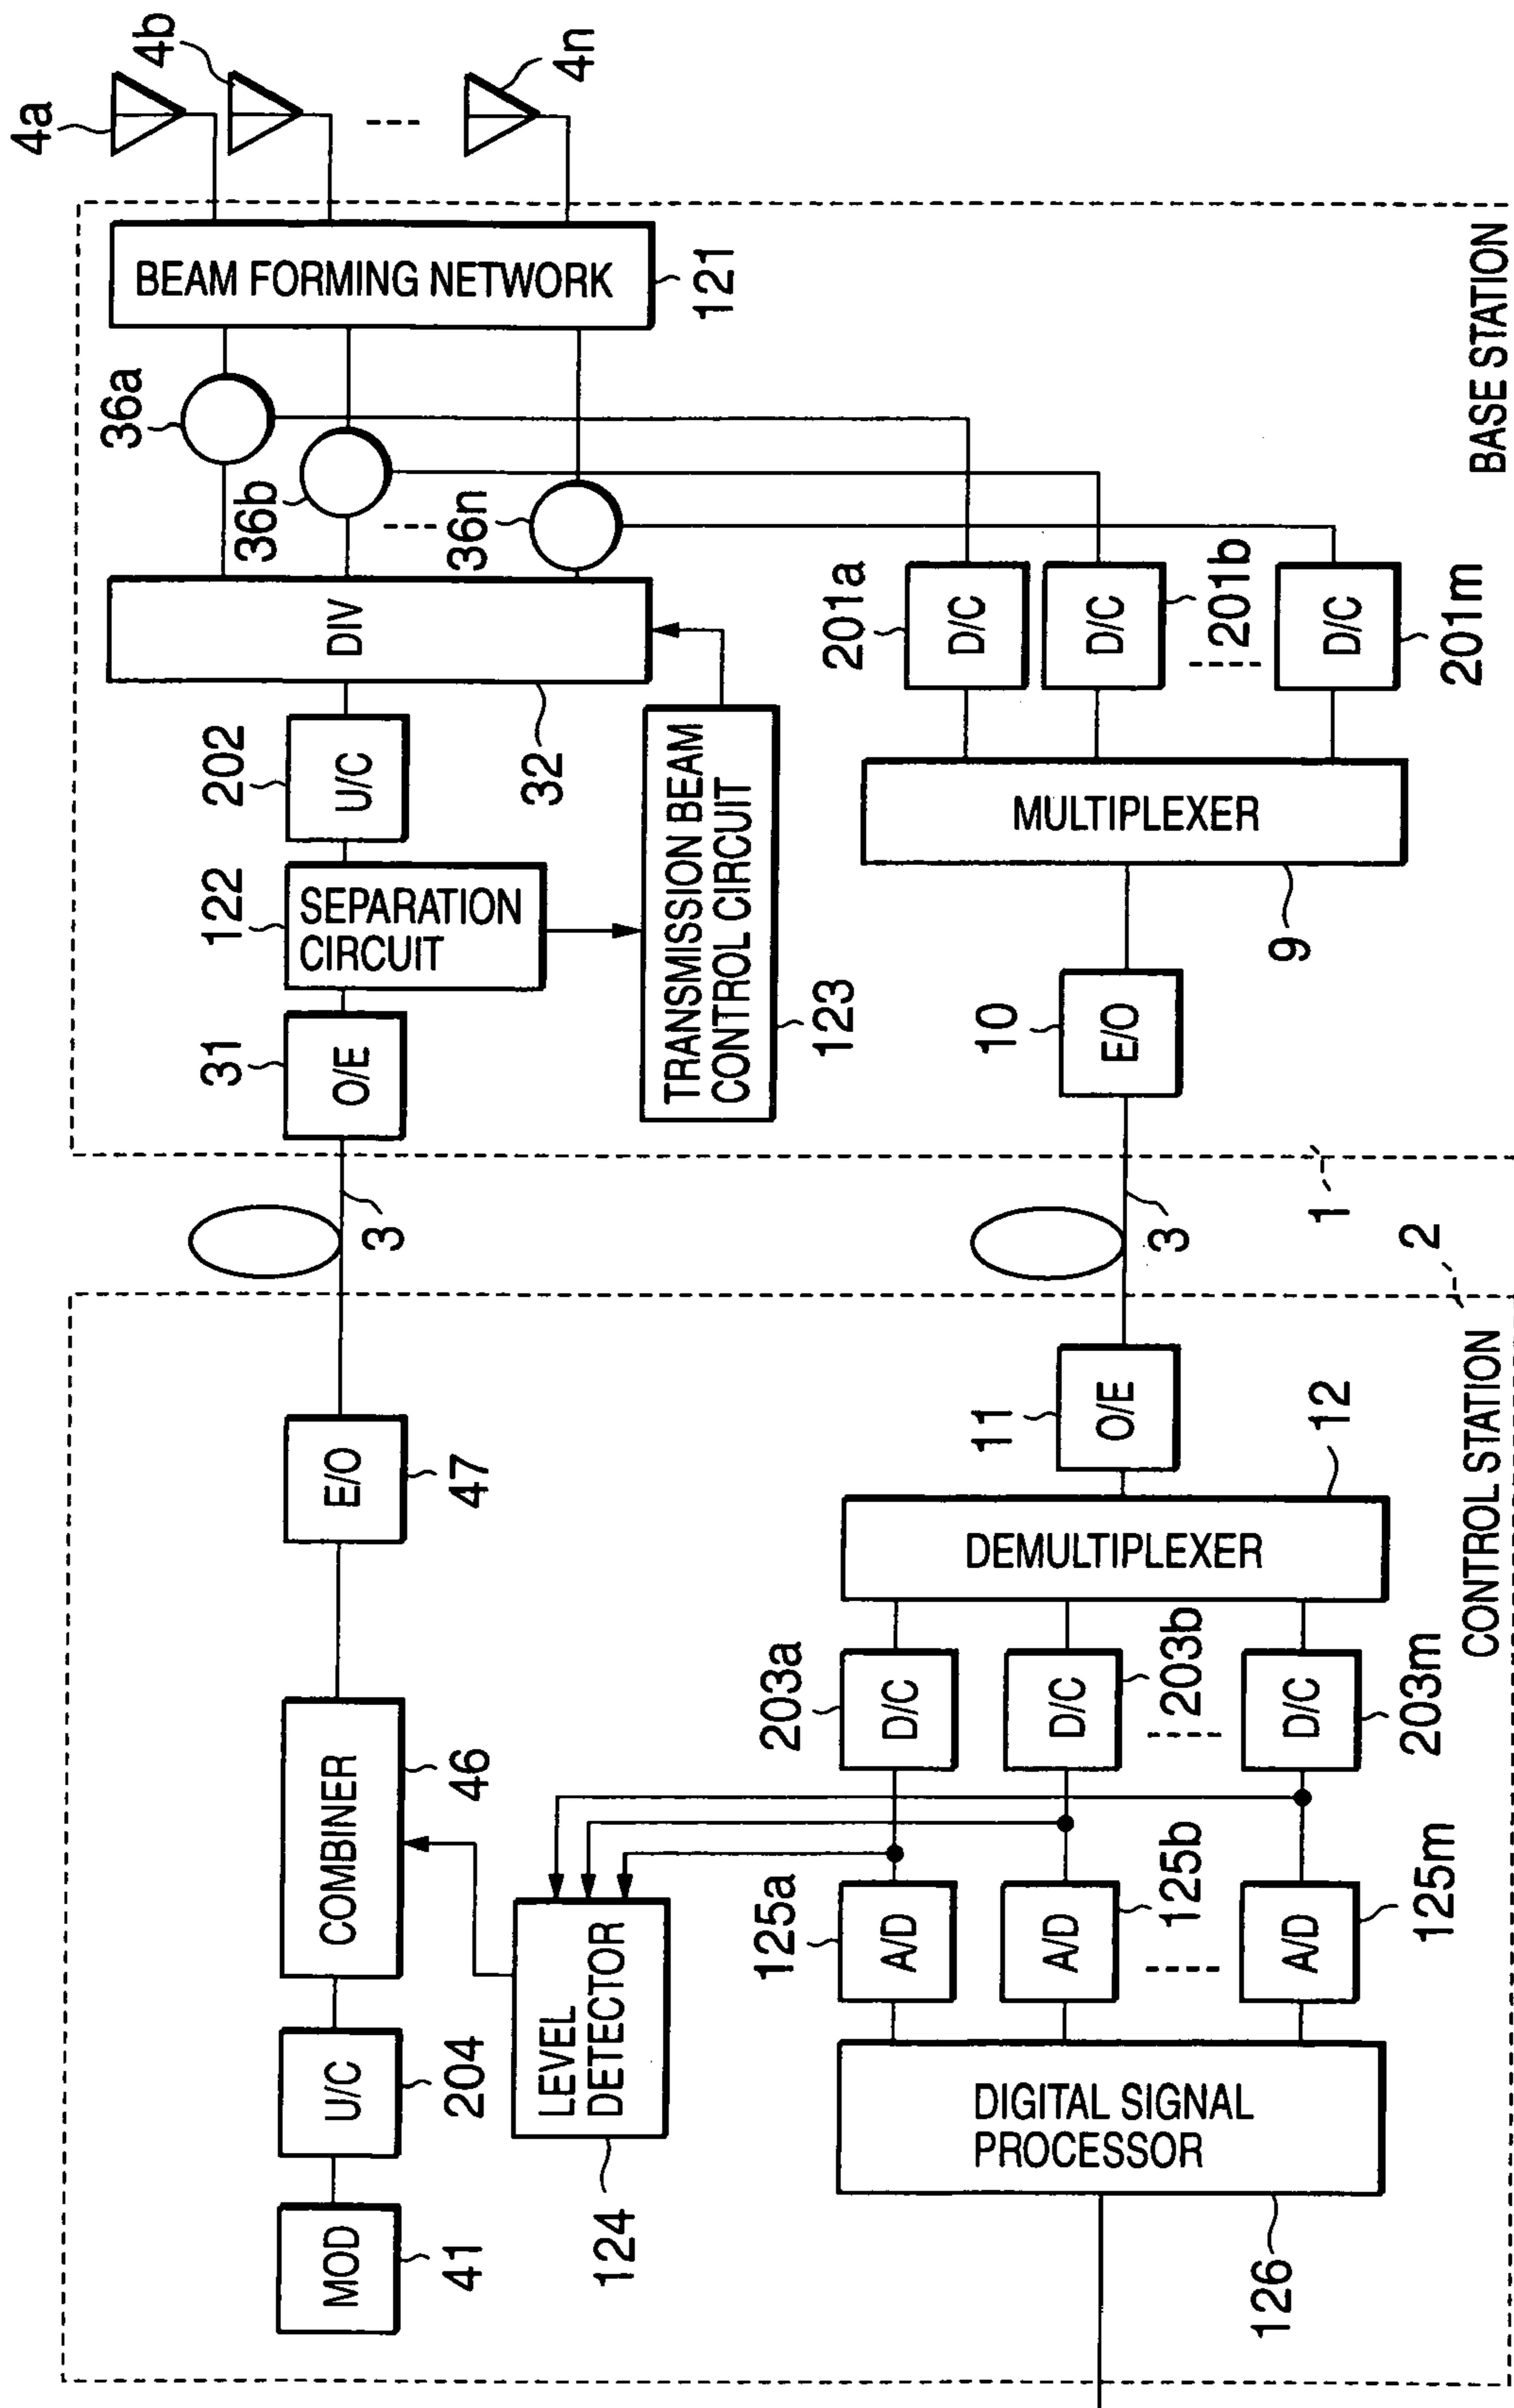 4a
4b
4n
BEAM FORMING NETWORK
121
36a
36b
36n
DIV
32
U/C
202
SEPARATION
CIRCUIT
122
O/E
31
TRANSMISSION BEAM
CONTROL CIRCUIT
123
D/C
201a
D/C
201b
D/C
201m
MULTIPLEXER
9
E/O
10
BASE STATION
1
3
3
2
CONTROL STATION
E/O
47
COMBINER
46
U/C
204
MOD
41
LEVEL
DETECTOR
124
O/E
11
DEMULTIPLEXER
12
D/C
203a
D/C
203b
D/C
203m
A/D
125a
A/D
125b
A/D
125m
DIGITAL SIGNAL
PROCESSOR
126